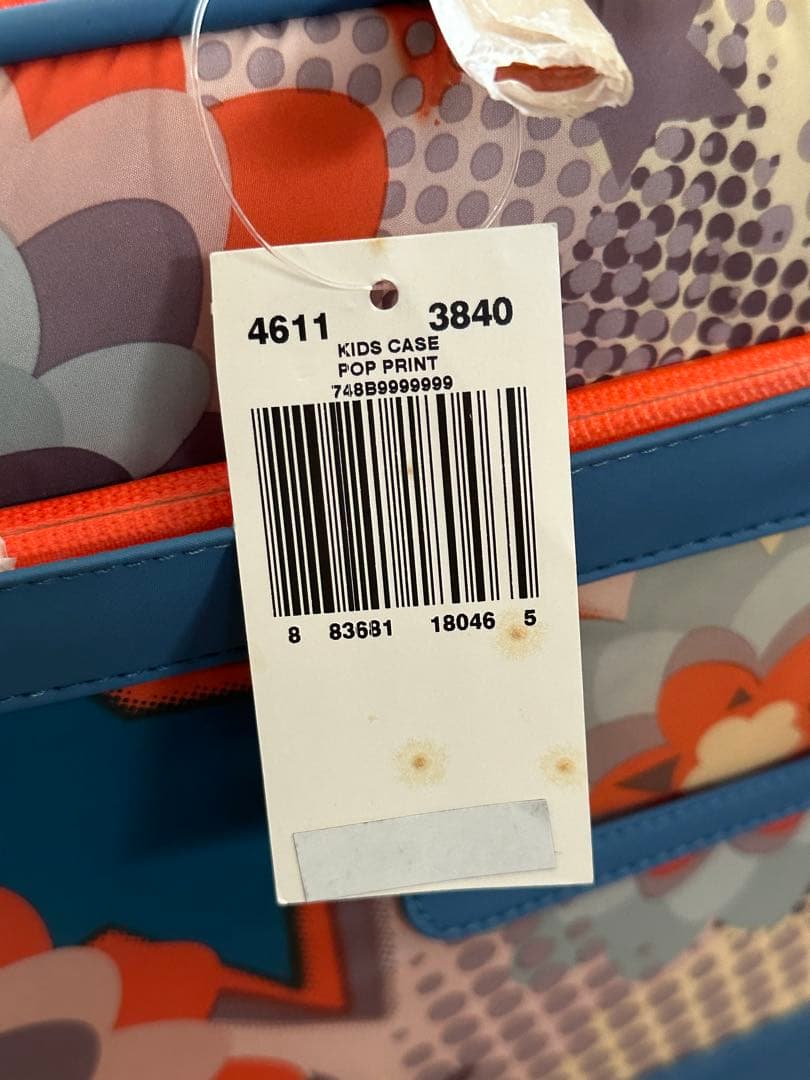 4611 3840
KIDS CASE
POP PRINT
748B9999999
8 83681 18046 5